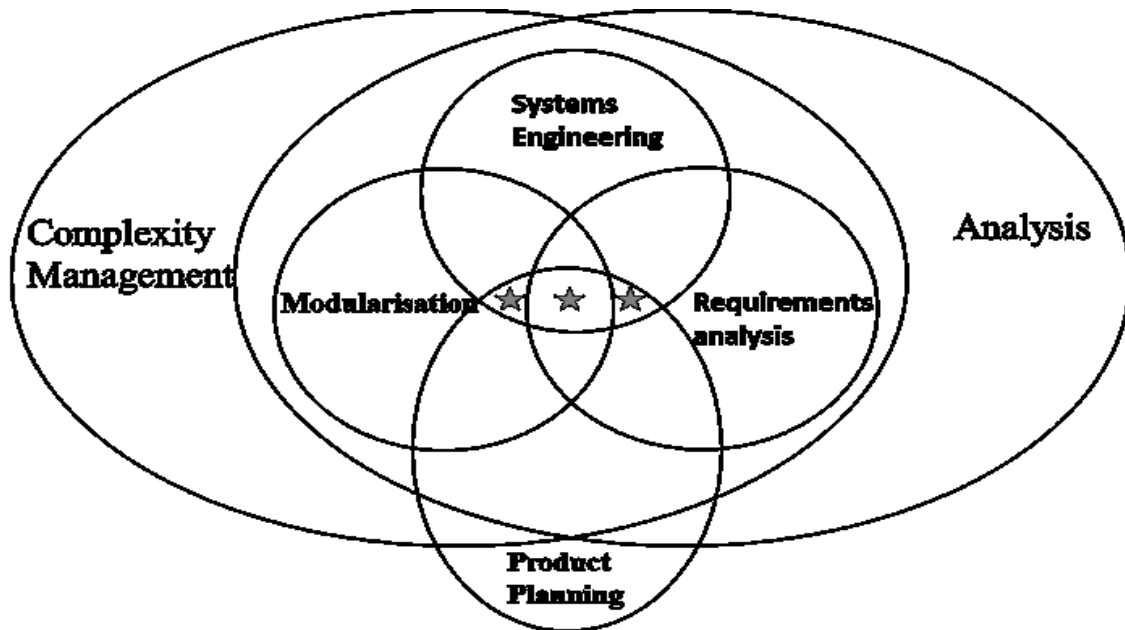 Systems
Engineering
Complexity
Management
Analysis
Modularisation
Requirements
analysis
Product
Planning